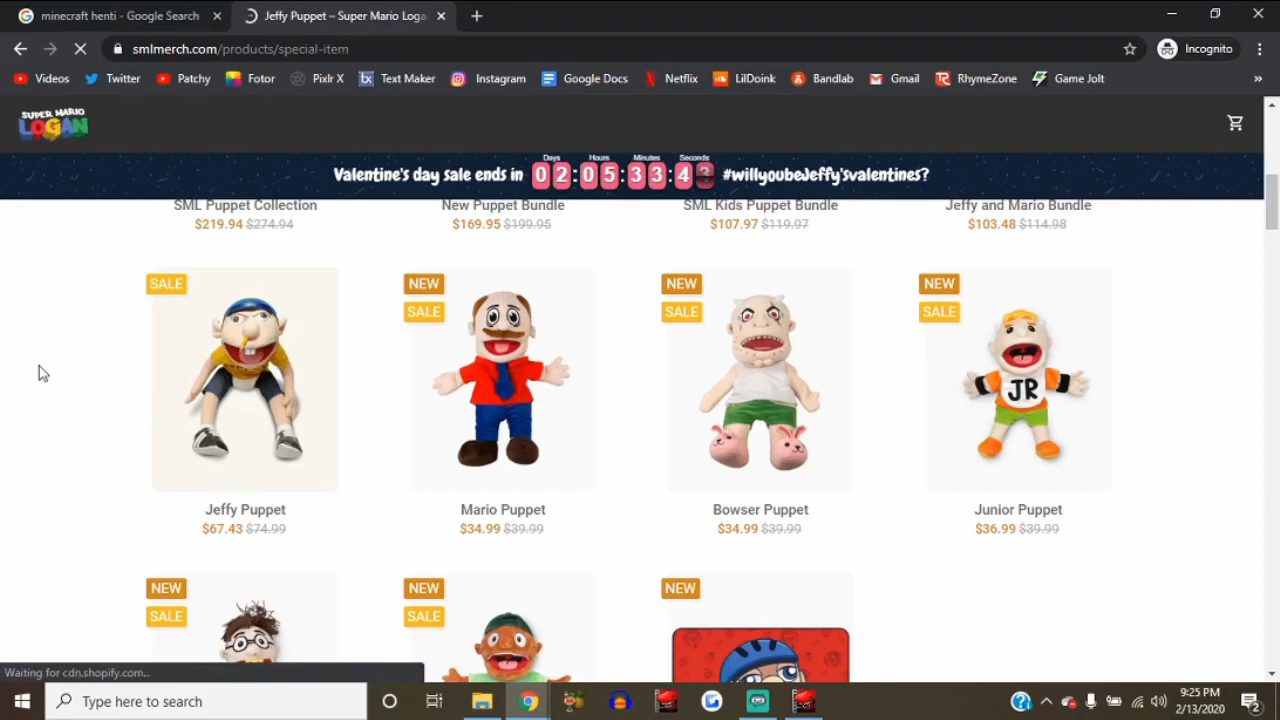 minecraft henti - Google Search
Jeffy Puppet – Super Mario Loga
smlmerch.com/products/special-item
Incognito
Videos Twitter Patchy Fotor Pixlr X Text Maker Instagram Google Docs Netflix LilDoink Bandlab Gmail RhymeZone Game Jolt »
SUPER MARIO
LOGAN
Days Hours Minutes Seconds
Valentine's day sale ends in 02:05:33:43 #willyoubeJeffy'svalentines?
SML Puppet Collection New Puppet Bundle SML Kids Puppet Bundle Jeffy and Mario Bundle
$219.94 $274.94 $169.95 $199.95 $107.97 $119.97 $103.48 $114.98
SALE NEW NEW NEW
SALE SALE SALE
JR
Jeffy Puppet Mario Puppet Bowser Puppet Junior Puppet
$67.43 $74.99 $34.99 $39.99 $34.99 $39.99 $36.99 $39.99
NEW NEW NEW
SALE SALE
Waiting for cdn.shopify.com...
Type here to search
9:25 PM
2/13/2020
2